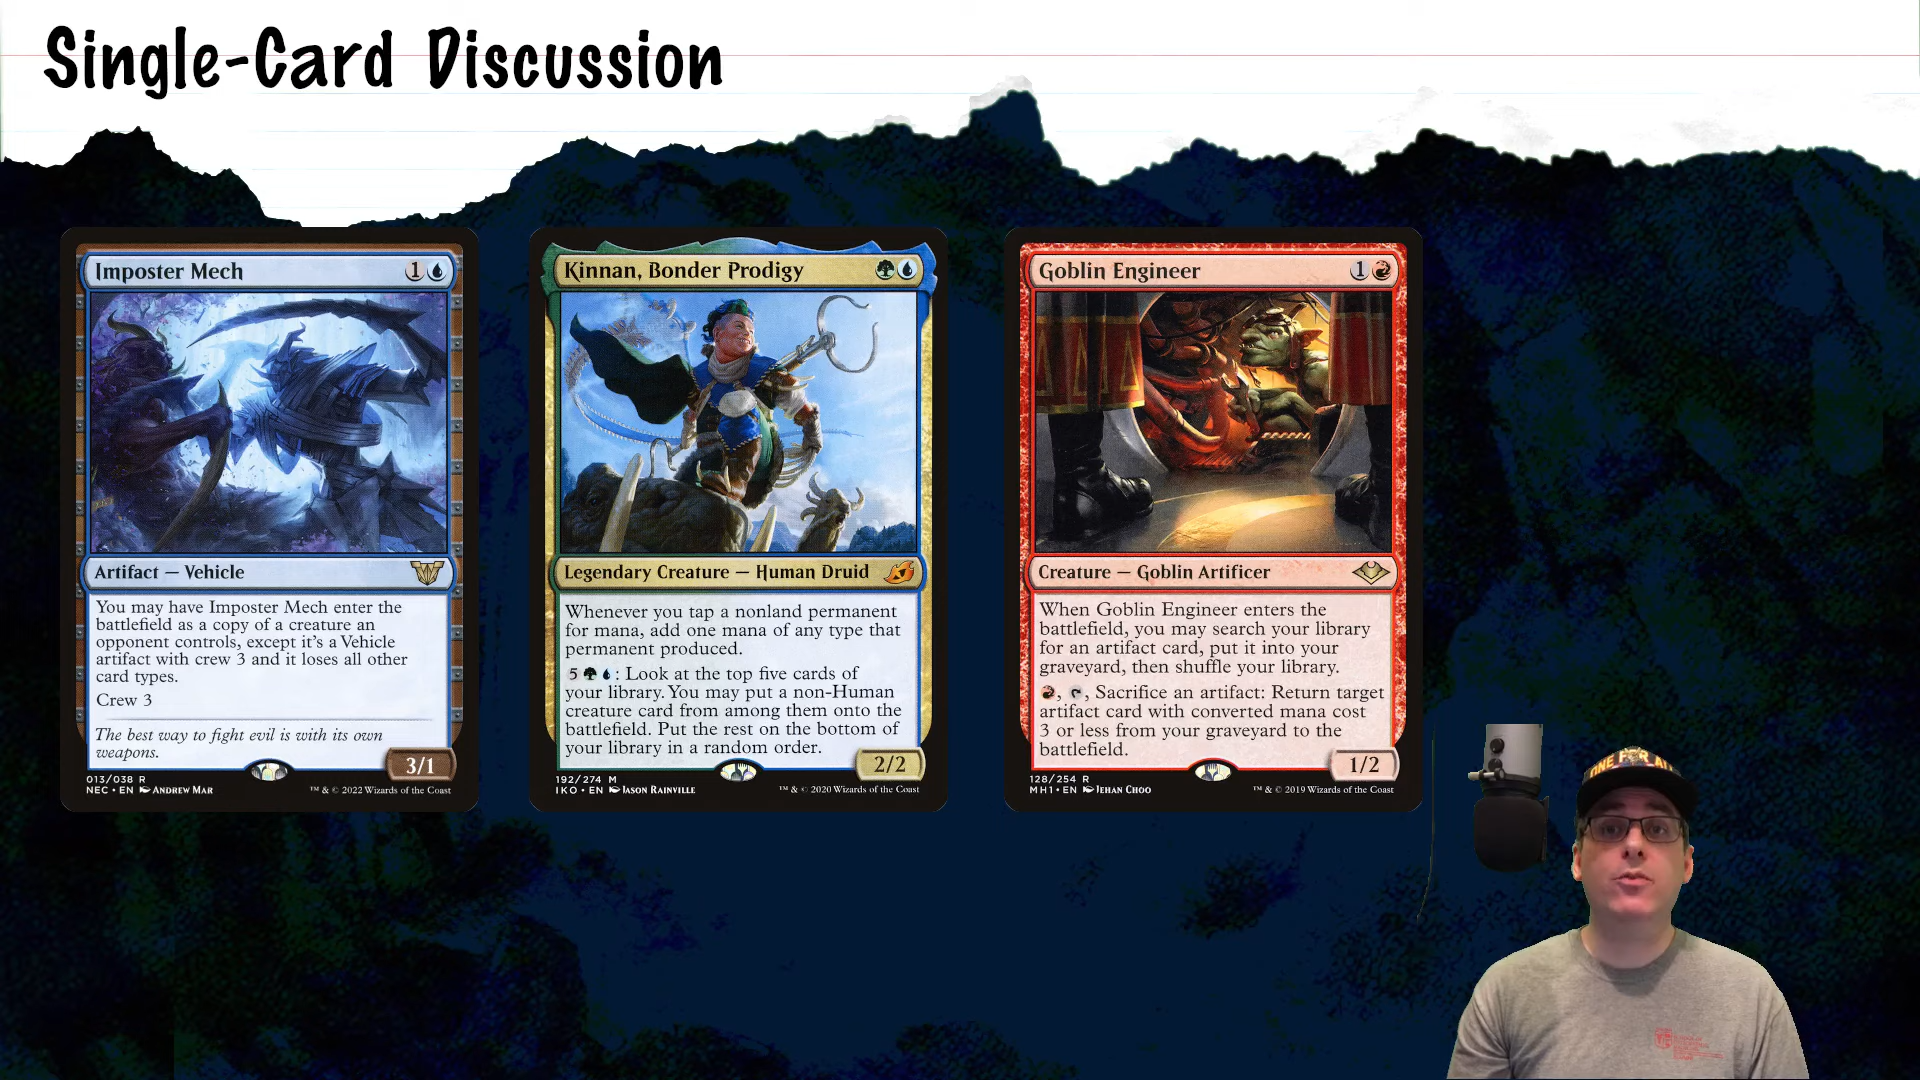 Single-Card Discussion
Imposter Mech 1
Artifact — Vehicle
You may have Imposter Mech enter the
battlefield as a copy of a creature an
opponent controls, except it's a Vehicle
artifact with crew 3 and it loses all other
card types.
Crew 3
The best way to fight evil is with its own
weapons.
3/1
013/038 R
NEC • EN Andrew Mar
™ & © 2022 Wizards of the Coast
Kinnan, Bonder Prodigy
Legendary Creature — Human Druid
Whenever you tap a nonland permanent
for mana, add one mana of any type that
permanent produced.
5 : Look at the top five cards of
your library. You may put a non-Human
creature card from among them onto the
battlefield. Put the rest on the bottom of
your library in a random order.
2/2
192/274 M
IKO • EN Jason Rainville
™ & © 2020 Wizards of the Coast
Goblin Engineer 1
Creature — Goblin Artificer
When Goblin Engineer enters the
battlefield, you may search your library
for an artifact card, put it into your
graveyard, then shuffle your library.
, , Sacrifice an artifact: Return target
artifact card with converted mana cost
3 or less from your graveyard to the
battlefield.
1/2
128/254 R
MH1 • EN Jehan Choo
™ & © 2019 Wizards of the Coast
ONE FOR ALL